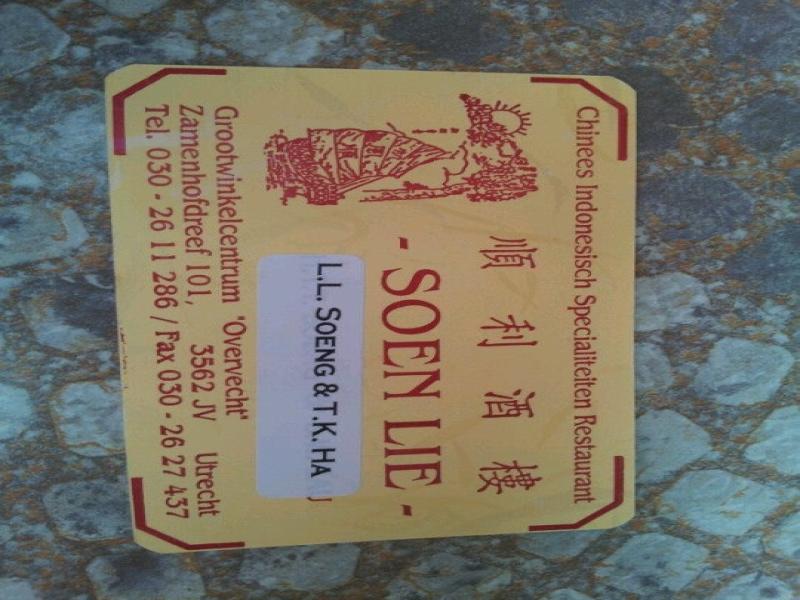 Chinees Indonesisch Specialiteiten Restaurant
順利酒樓
- SOEN LIE -
L.L. SOENG & T.K. HA
Grootwinkelcentrum "Overvecht"
Zamenhofdreef 101, 3562 JV Utrecht
Tel. 030 - 26 11 286 / Fax 030 - 26 27 437